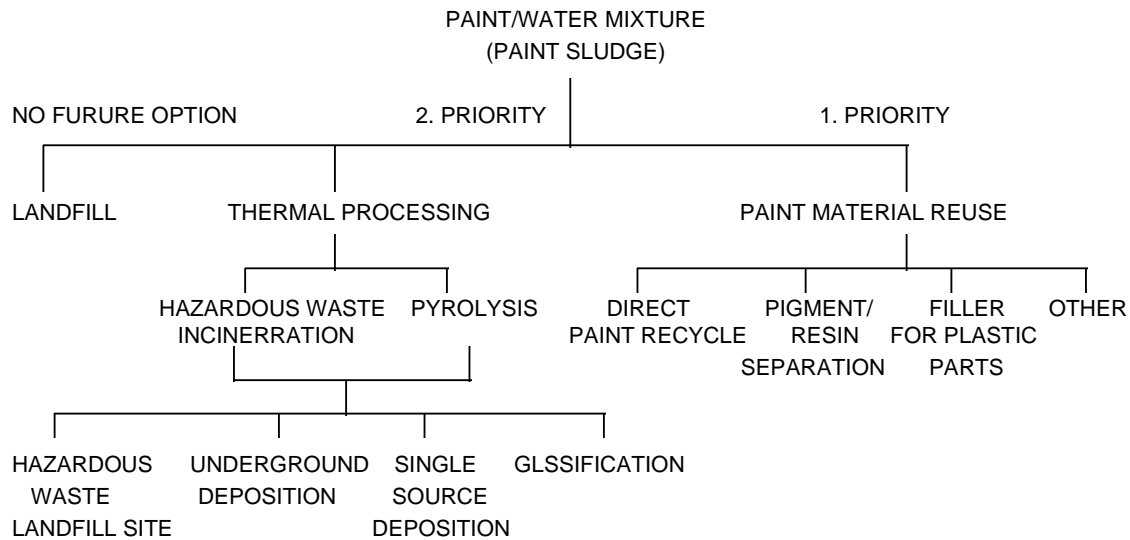 PAINT/WATER MIXTURE
(PAINT SLUDGE)
NO FURURE OPTION
2. PRIORITY
1. PRIORITY
LANDFILL
THERMAL PROCESSING
PAINT MATERIAL REUSE
HAZARDOUS WASTE
INCINERRATION
PYROLYSIS
DIRECT
PAINT RECYCLE
PIGMENT/
RESIN
SEPARATION
FILLER
FOR PLASTIC
PARTS
OTHER
HAZARDOUS
WASTE
LANDFILL SITE
UNDERGROUND
DEPOSITION
SINGLE
SOURCE
DEPOSITION
GLSSIFICATION